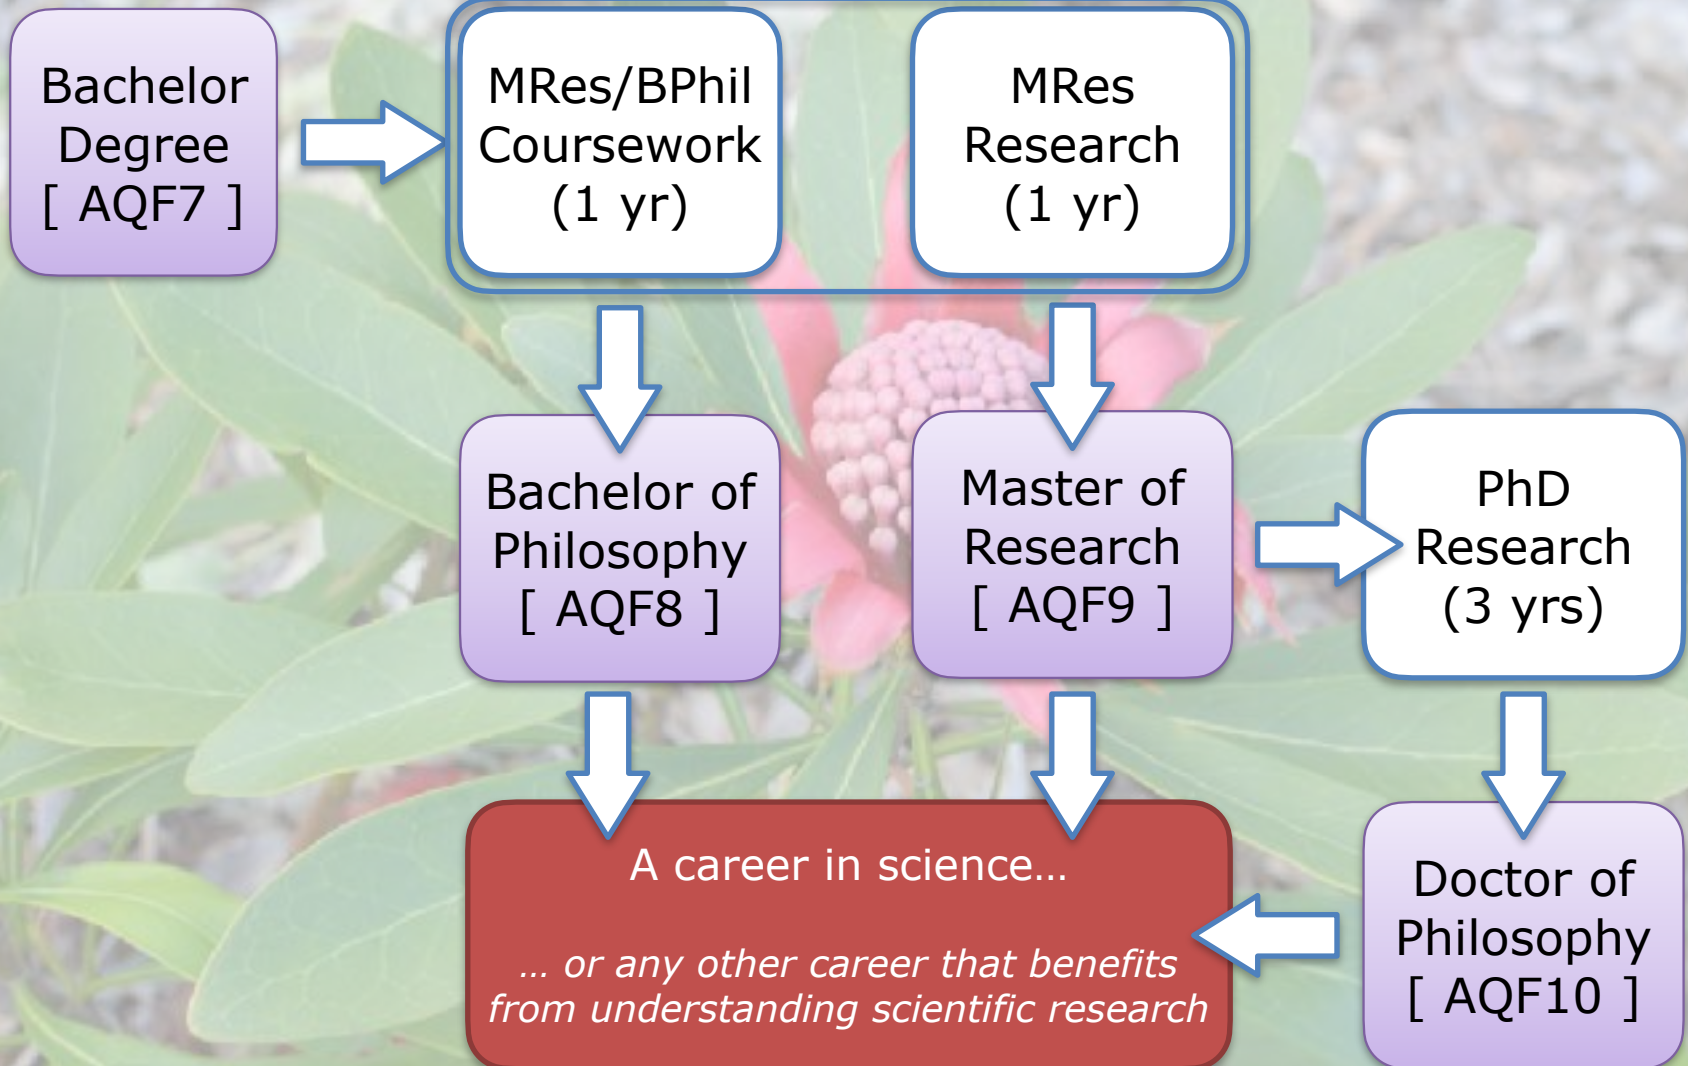 Bachelor
Degree
[ AQF7 ]
MRes/BPhil
Coursework
(1 yr)
MRes
Research
(1 yr)
Bachelor of
Philosophy
[ AQF8 ]
Master of
Research
[ AQF9 ]
PhD
Research
(3 yrs)
A career in science...
... or any other career that benefits
from understanding scientific research
Doctor of
Philosophy
[ AQF10 ]